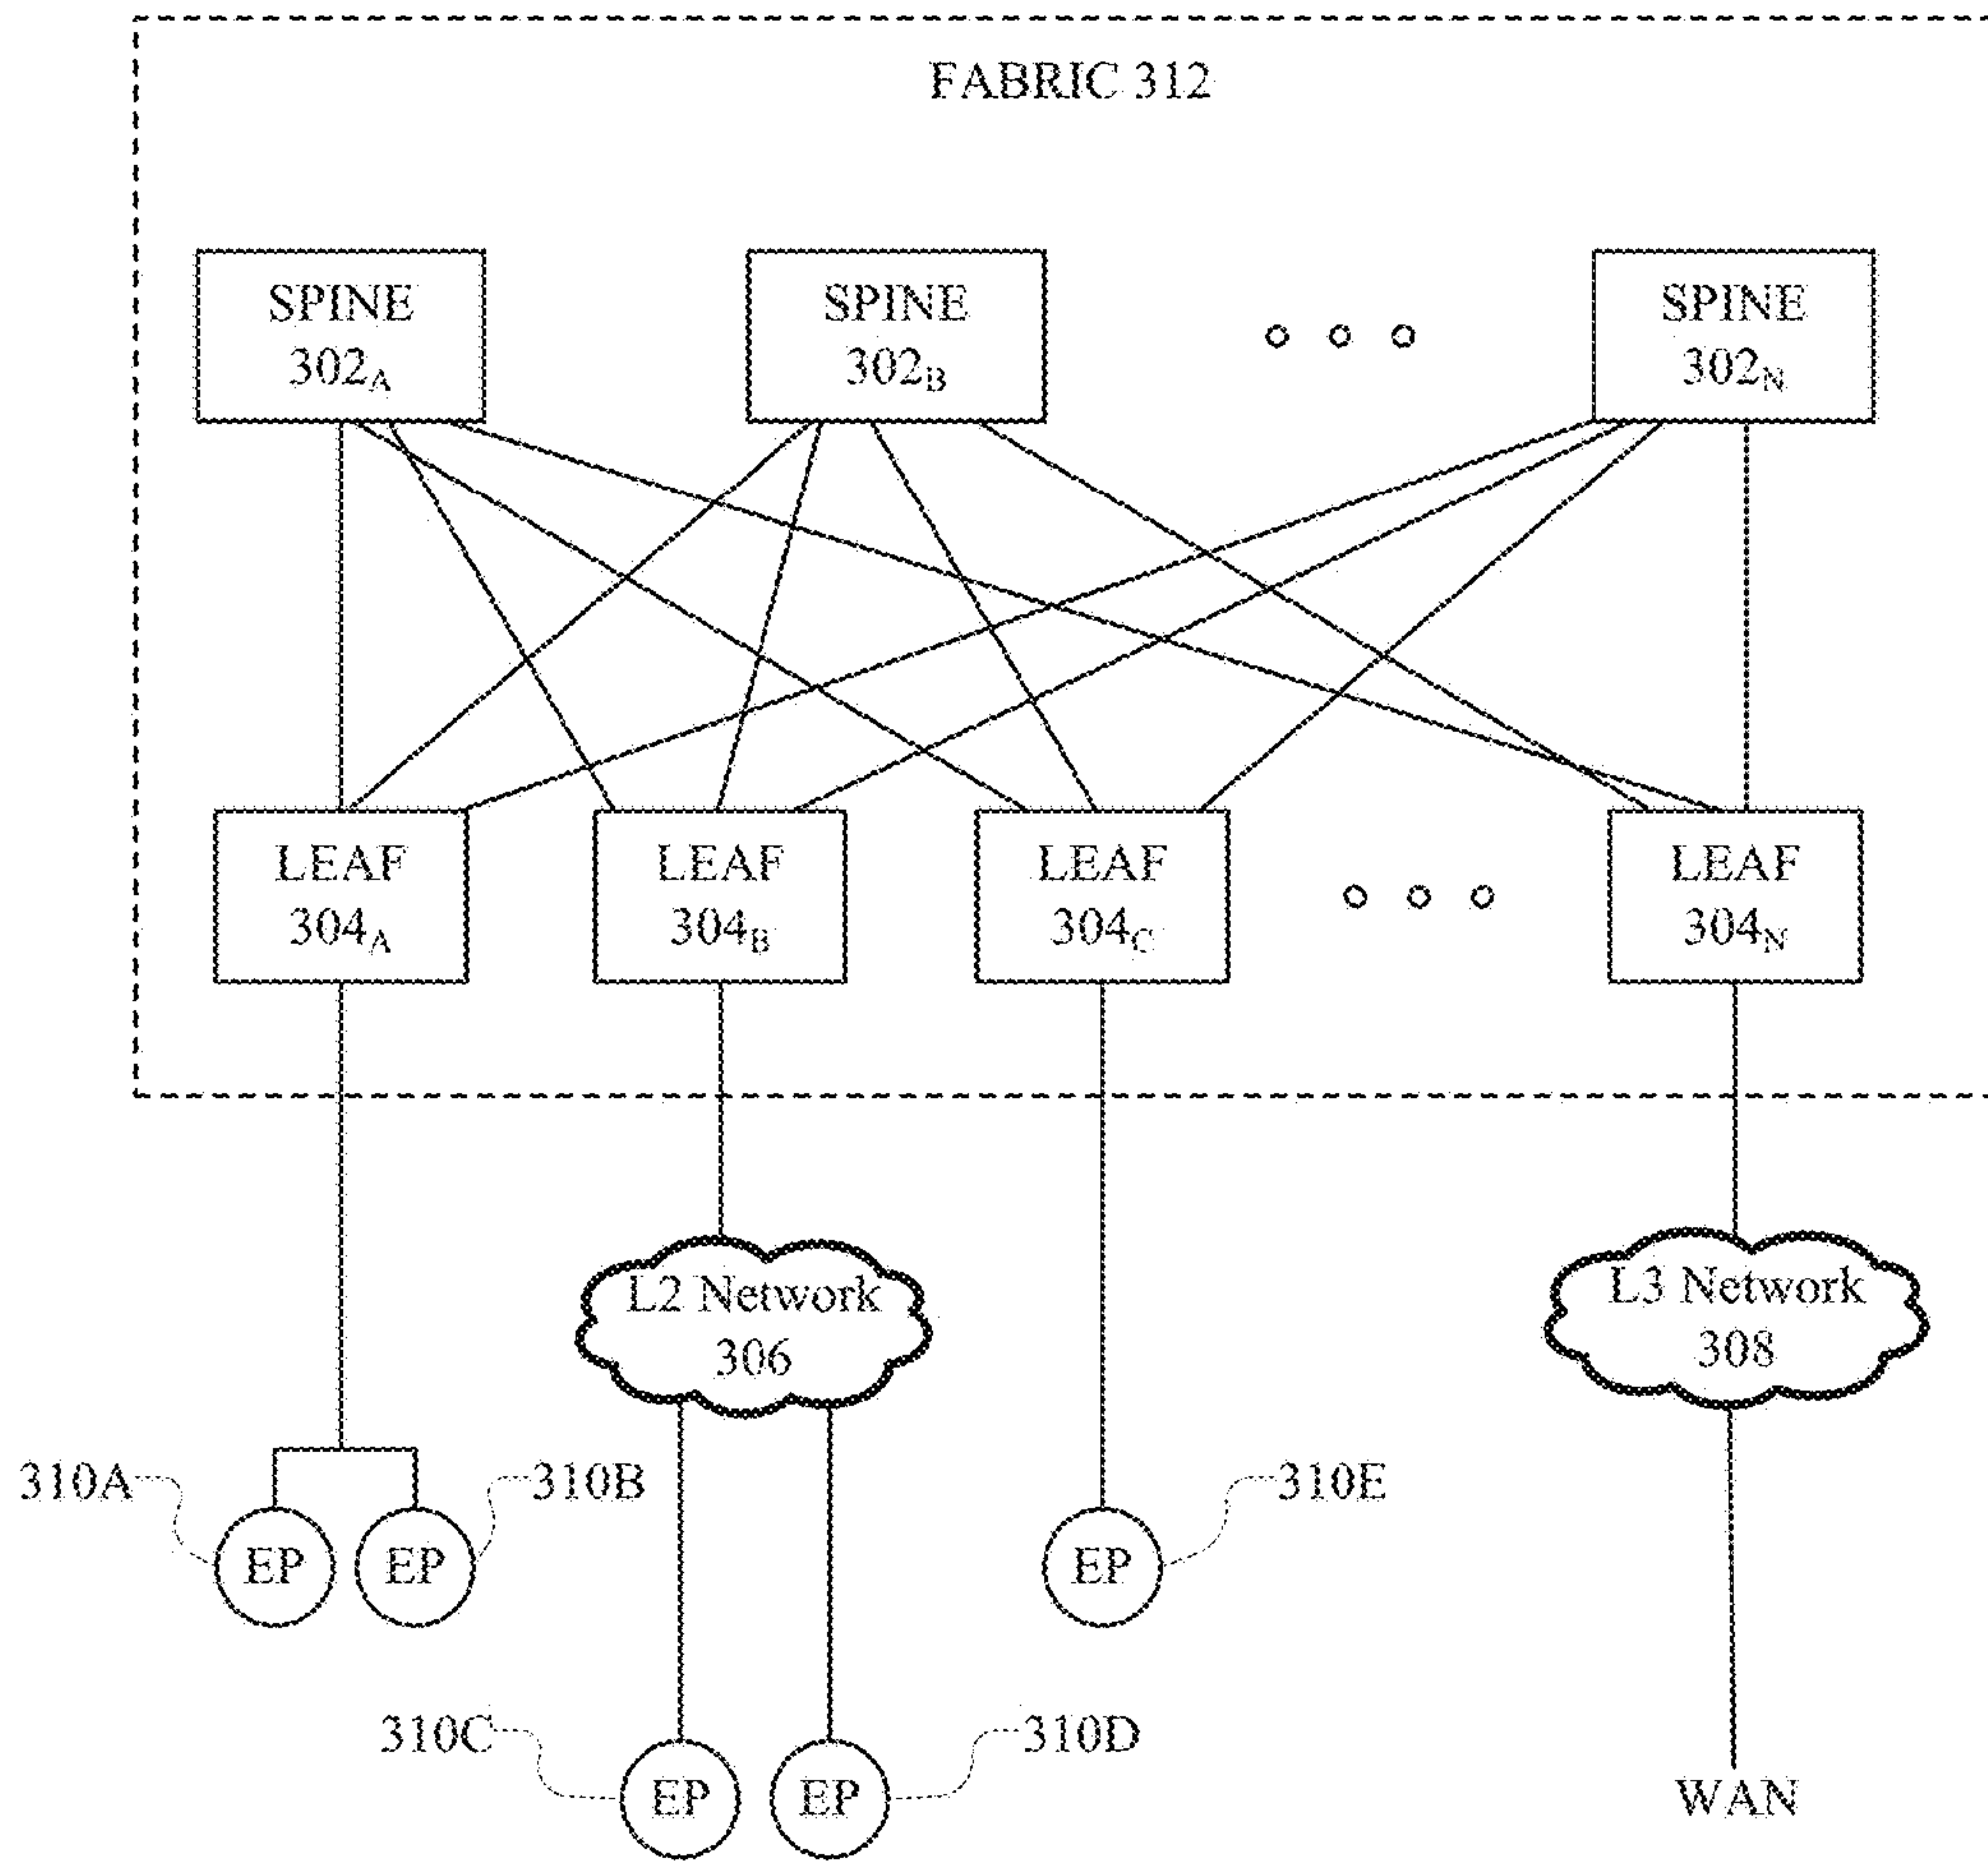 FABRIC 312
SPINE
302A
SPINE
302B
SPINE
302N
LEAF
304A
LEAF
304B
LEAF
304C
LEAF
304N
L2 Network
306
L3 Network
308
310A
310B
310E
EP
EP
EP
310C
310D
EP
EP
WAN